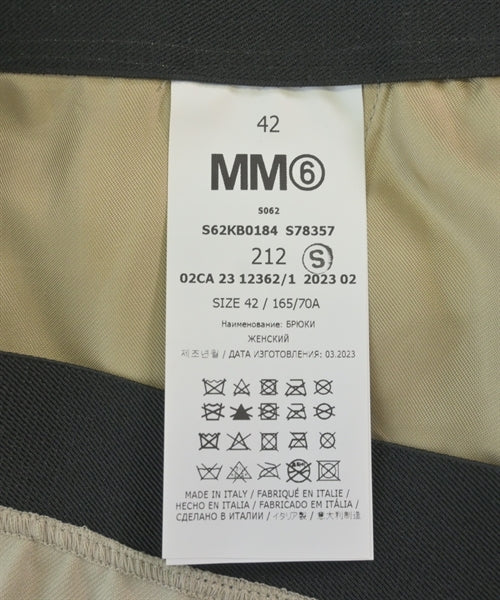 42
MM⑥
S062
S62KB0184 S78357
212 Ⓢ
02CA 23 12362/1 2023 02
SIZE 42 / 165/70A
Наименование: БРЮКИ
ЖЕНСКИЙ
제조년월 / ДАТА ИЗГОТОВЛЕНИЯ: 03.2023
MADE IN ITALY / FABRIQUÉ EN ITALIE /
HECHO EN ITALIA / FABRICADO EM ITÁLIA /
СДЕЛАНО В ИТАЛИИ / イタリア製 / 意大利制造